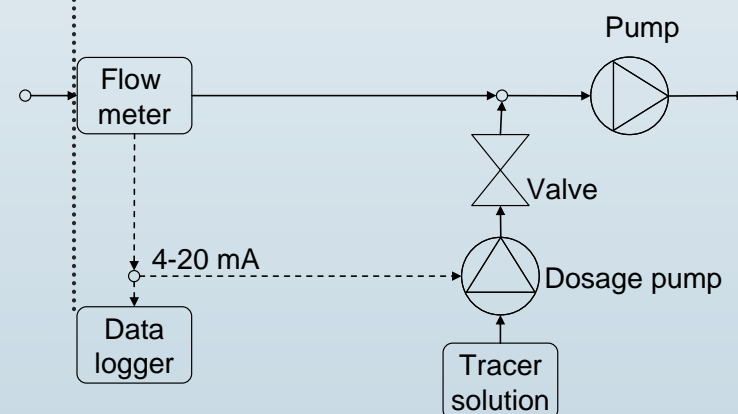 Pump
Flow
meter
Valve
4-20 mA
Dosage pump
Data
logger
Tracer
solution